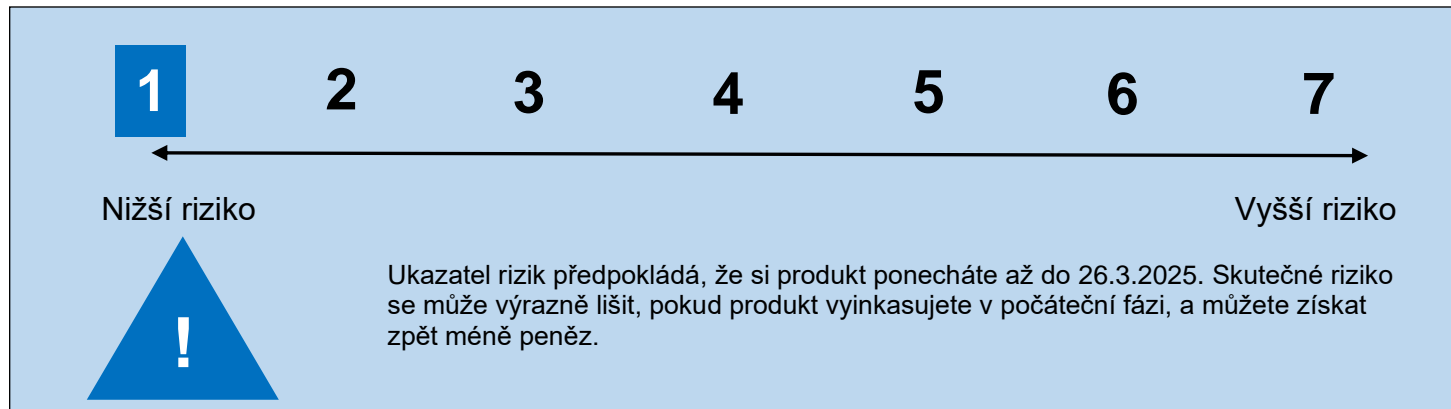 1 2 3 4 5 6 7
Nižší riziko Vyšší riziko
Ukazatel rizik předpokládá, že si produkt ponecháte až do 26.3.2025. Skutečné riziko
se může výrazně lišit, pokud produkt vyinkasujete v počáteční fázi, a můžete získat
zpět méně peněz.
!